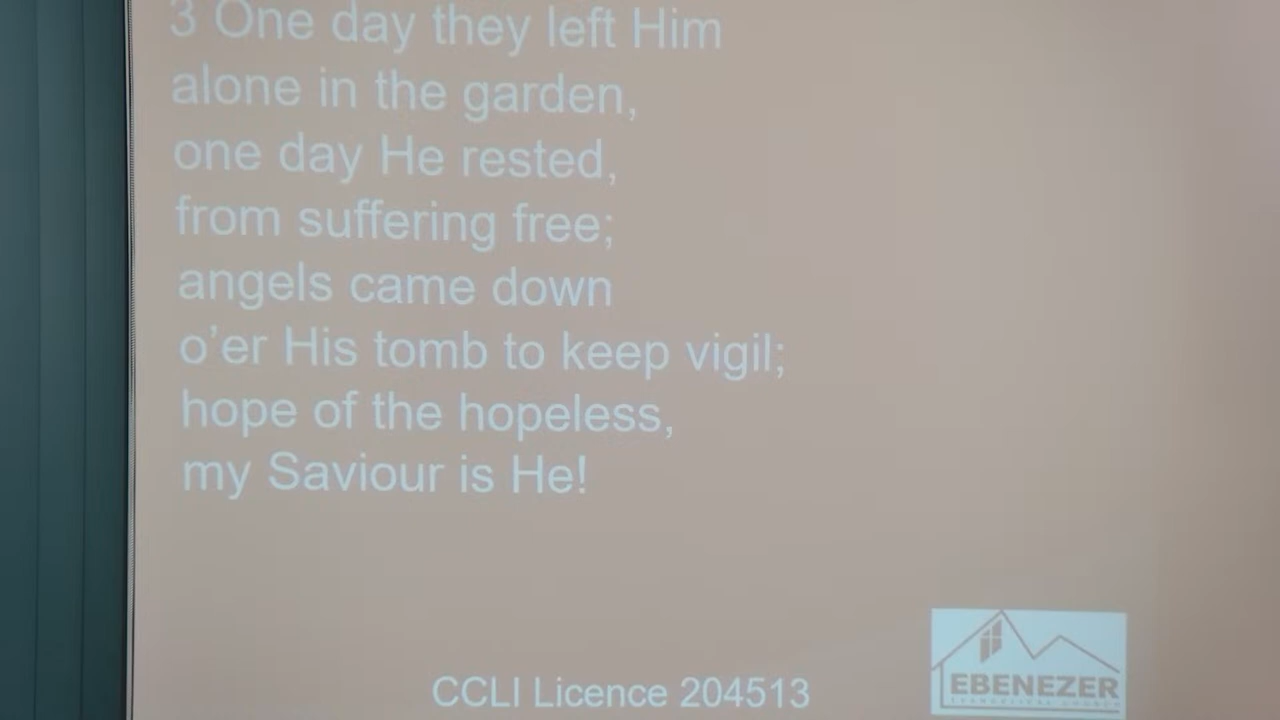 3 One day they left Him
alone in the garden,
one day He rested,
from suffering free;
angels came down
o’er His tomb to keep vigil;
hope of the hopeless,
my Saviour is He!
CCLI Licence 204513
EBENEZER
EVANGELICAL CHURCH